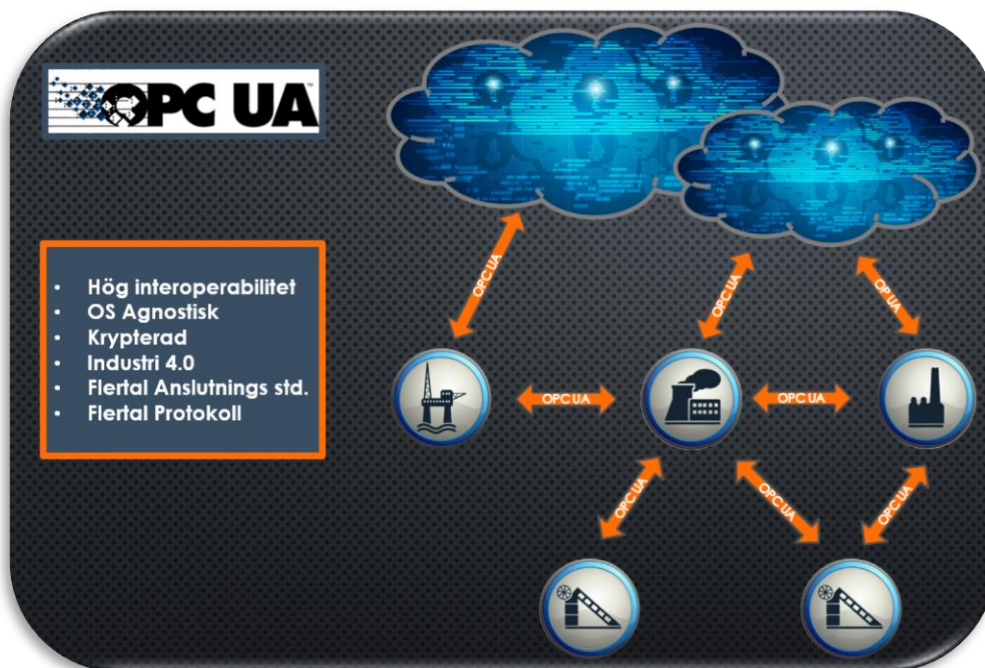 OPC UA
Hög interoperabilitet
OS Agnostisk
Krypterad
Industri 4.0
Flertal Anslutnings std.
Flertal Protokoll
OPC UA
OPC UA
OP UA
OPC UA
OPC UA
OPC UA
OPC UA
OPC UA